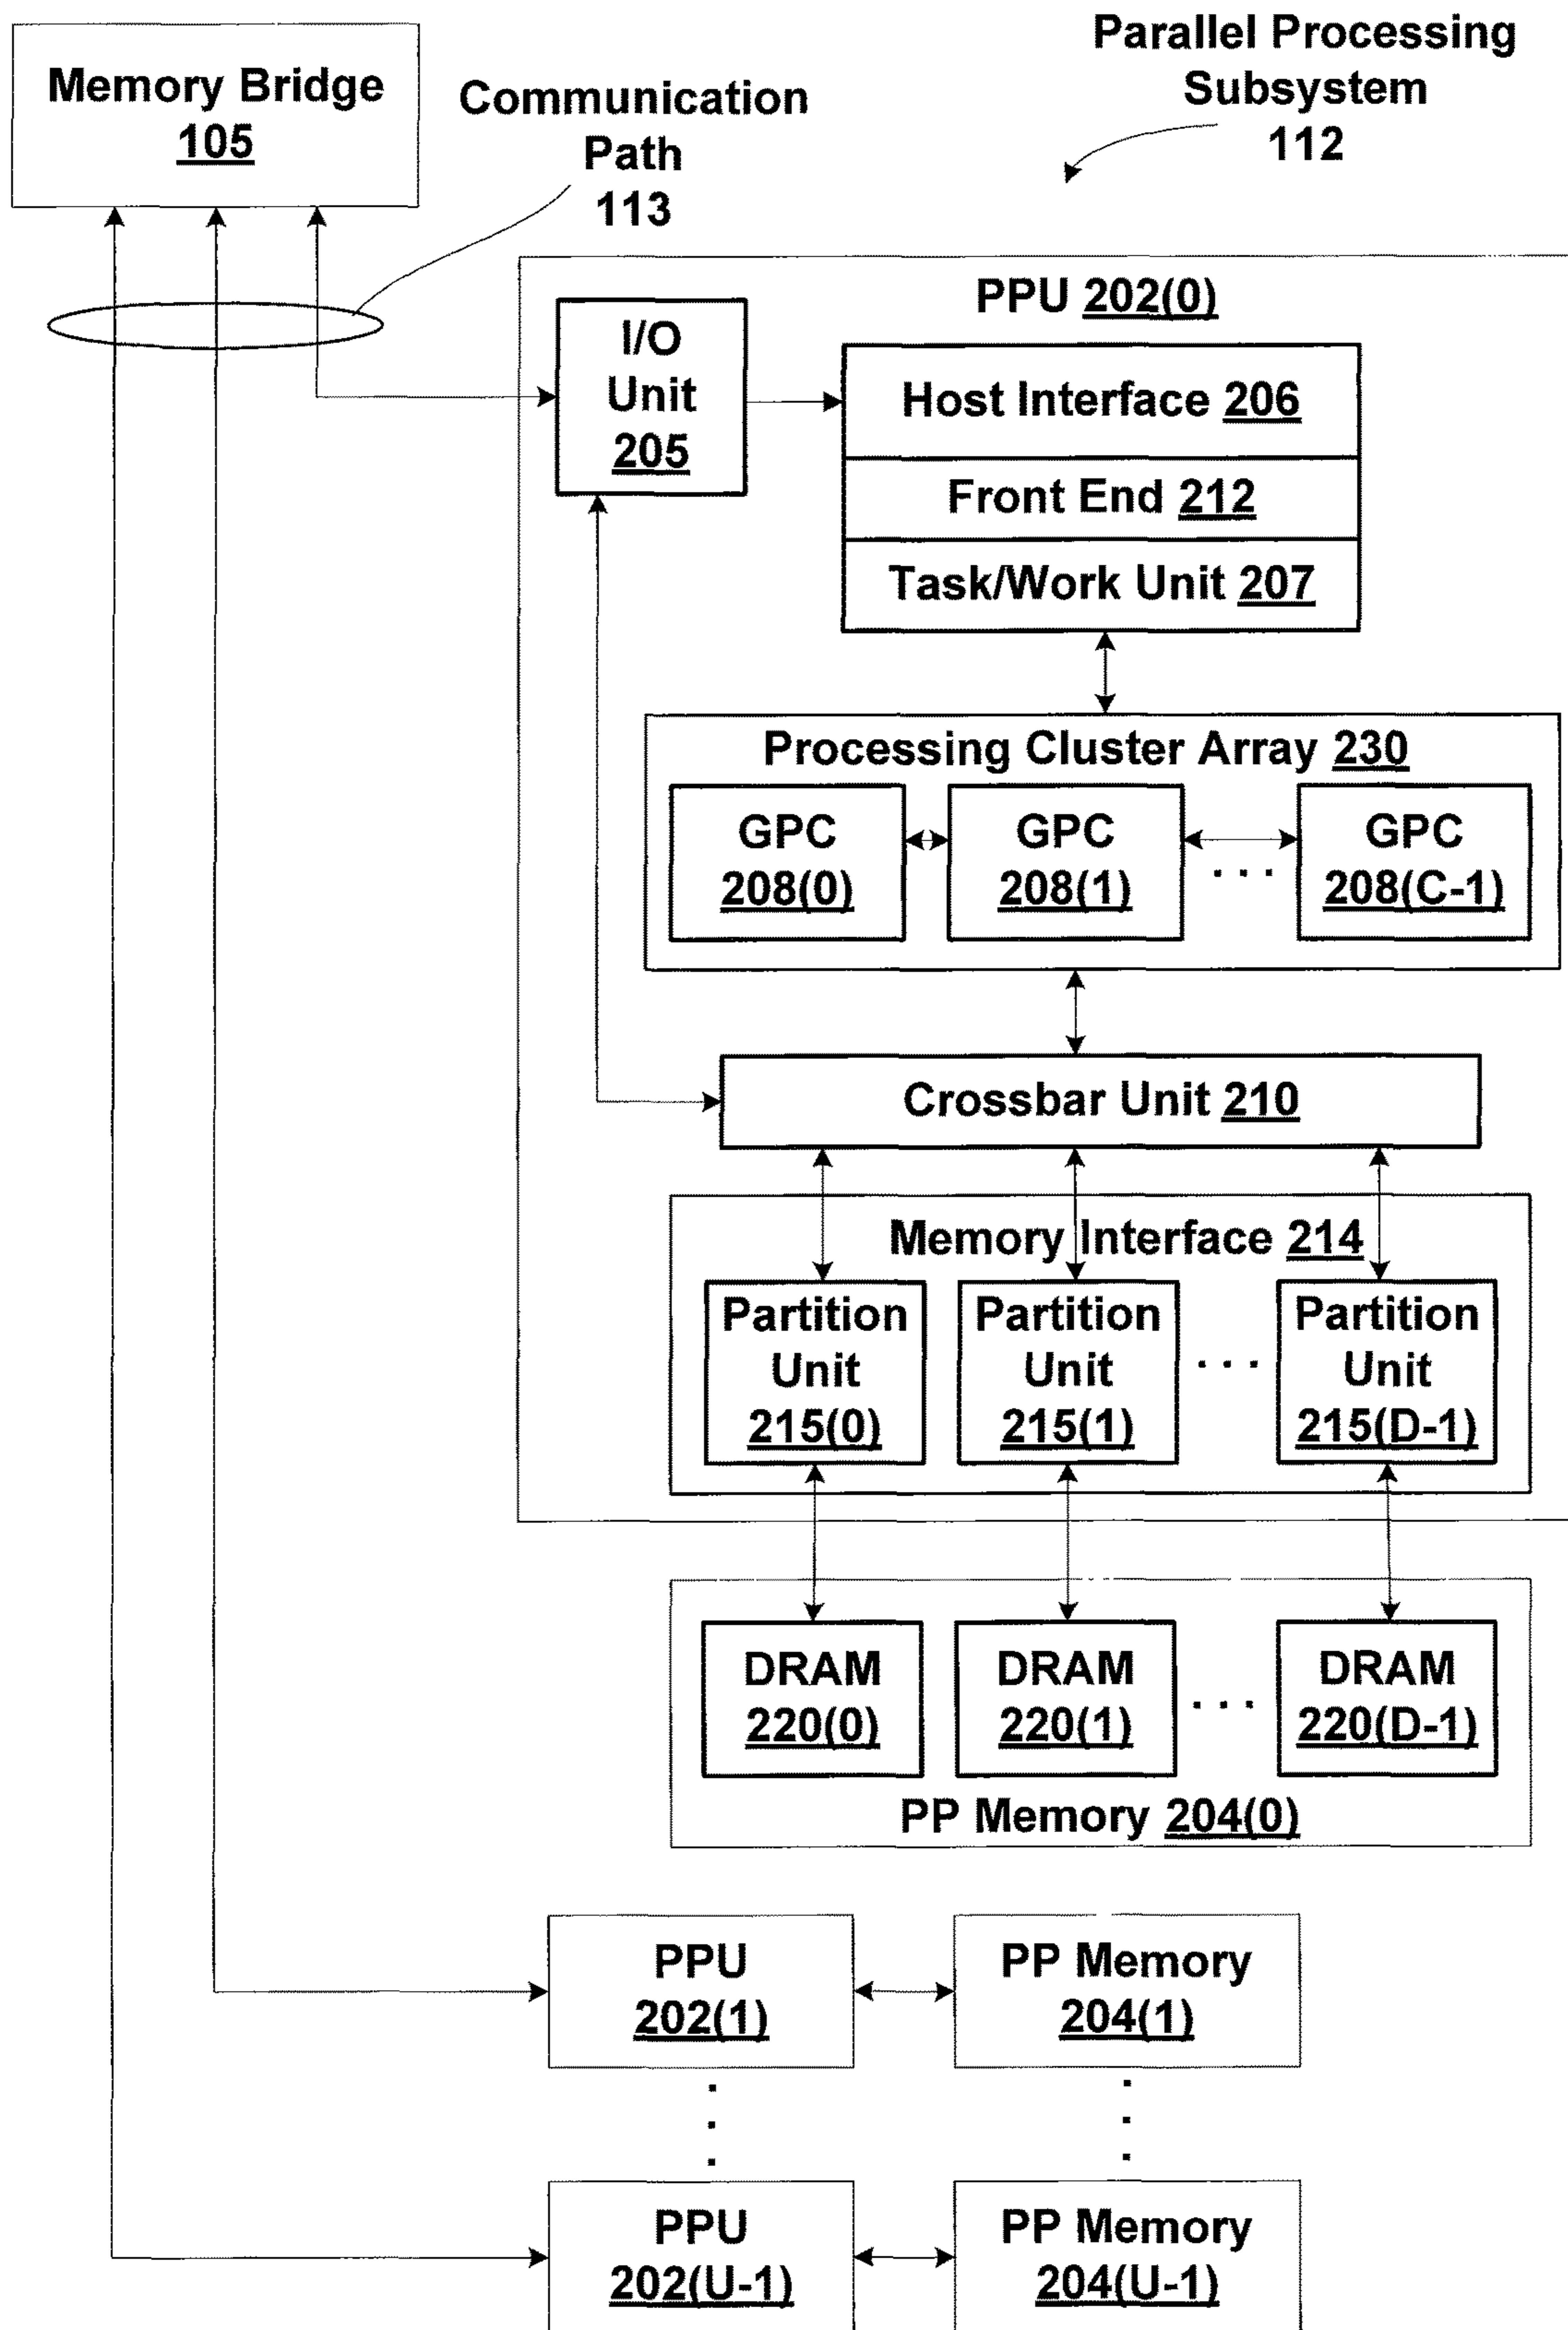 Parallel Processing
Subsystem
112
Memory Bridge
105
Communication
Path
113
PPU 202(0)
I/O
Unit
205
Host Interface 206
Front End 212
Task/Work Unit 207
Processing Cluster Array 230
GPC
208(0)
GPC
208(1)
. . .
GPC
208(C-1)
Crossbar Unit 210
Memory Interface 214
Partition
Unit
215(0)
Partition
Unit
215(1)
. . .
Partition
Unit
215(D-1)
DRAM
220(0)
DRAM
220(1)
. . .
DRAM
220(D-1)
PP Memory 204(0)
PPU
202(1)
PP Memory
204(1)
PPU
202(U-1)
PP Memory
204(U-1)